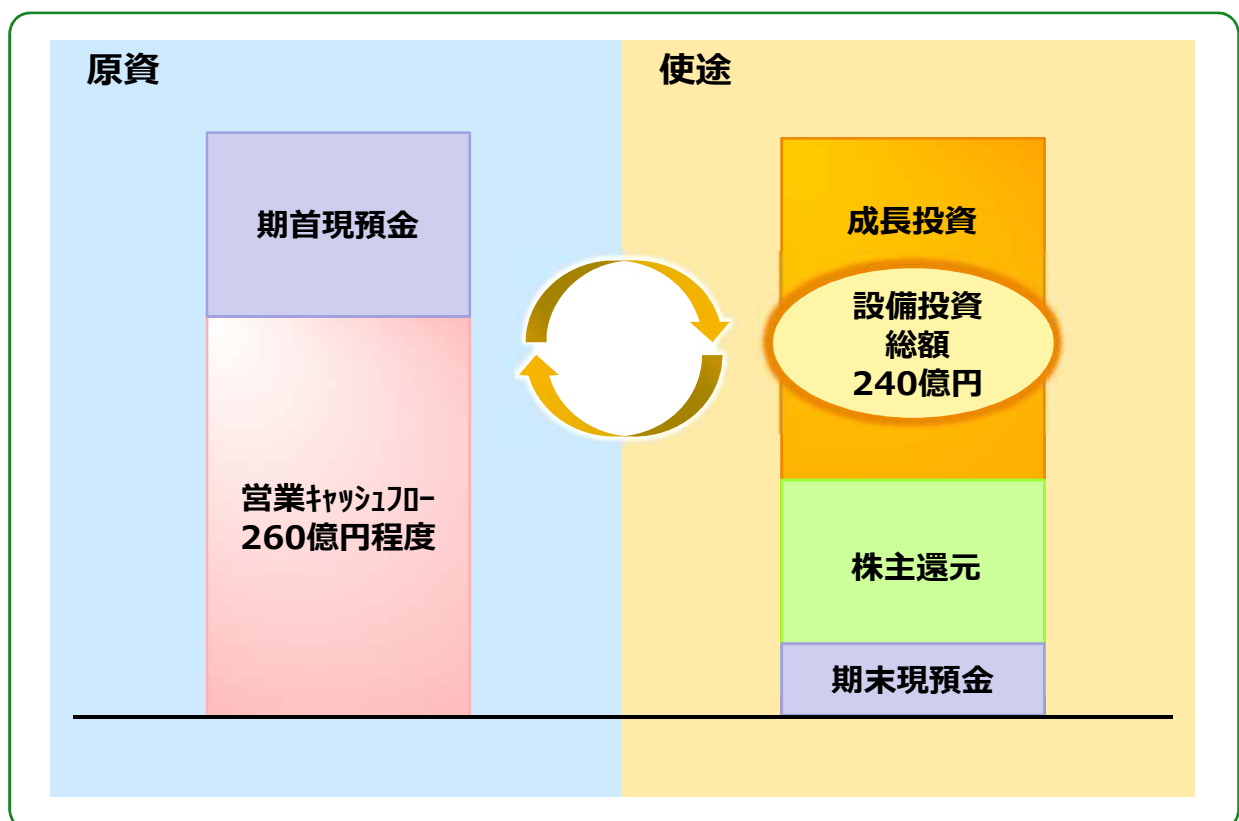 原資
期首現預金
営業ｷｬｯｼｭﾌﾛｰ
260億円程度
使途
成長投資
設備投資
総額
240億円
株主還元
期末現預金